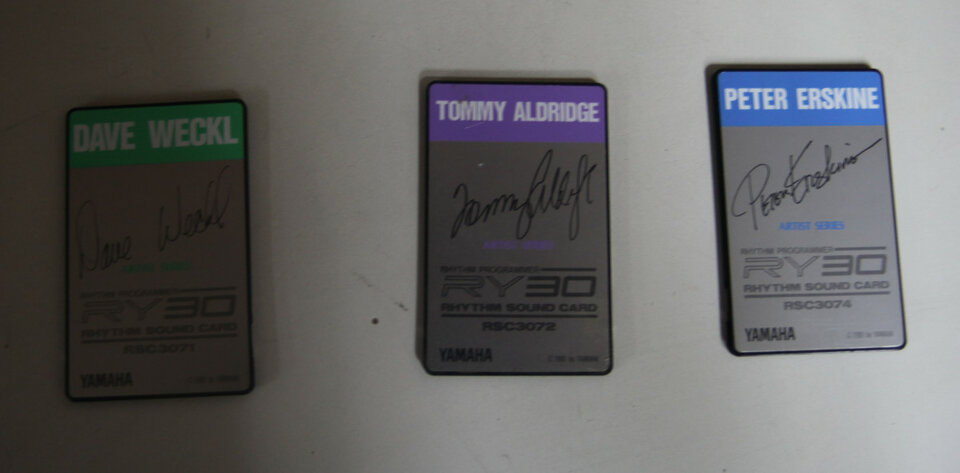 DAVE WECKL
Dave Weckl
ARTIST SERIES
RHYTHM PROGRAMMER
RY30
RHYTHM SOUND CARD
RSC3071
YAMAHA
TOMMY ALDRIDGE
Tommy Aldridge
ARTIST SERIES
RHYTHM PROGRAMMER
RY30
RHYTHM SOUND CARD
RSC3072
YAMAHA
PETER ERSKINE
Peter Erskine
ARTIST SERIES
RHYTHM PROGRAMMER
RY30
RHYTHM SOUND CARD
RSC3074
YAMAHA